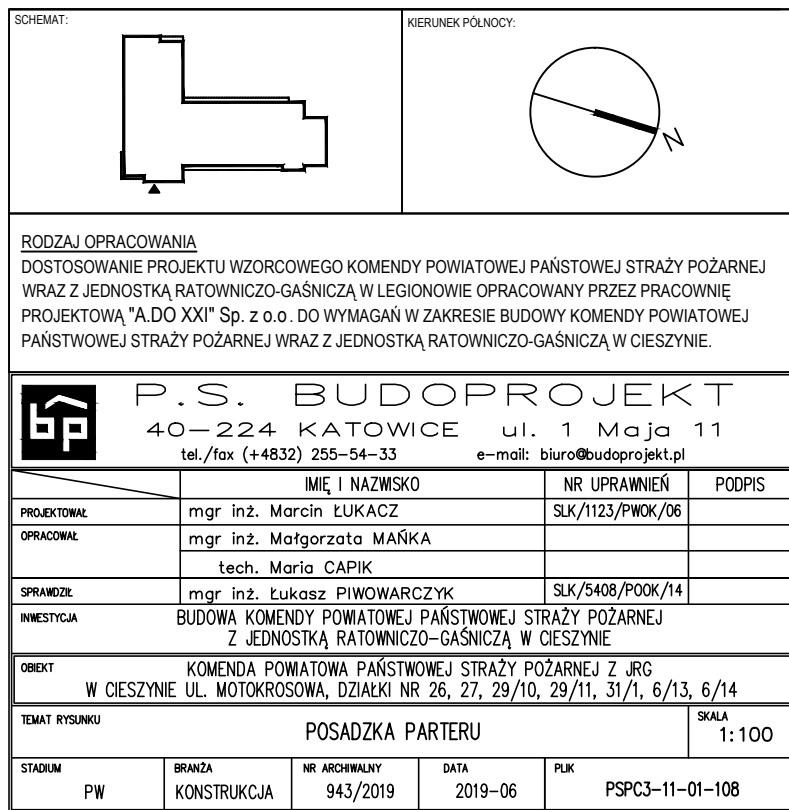 SCHEMAT:
KIERUNEK PÓŁNOCY:
N
RODZAJ OPRACOWANIA
DOSTOSOWANIE PROJEKTU WZORCOWEGO KOMENDY POWIATOWEJ PAŃSTOWEJ STRAŻY POŻARNEJ
WRAZ Z JEDNOSTKĄ RATOWNICZO-GAŚNICZĄ W LEGIONOWIE OPRACOWANY PRZEZ PRACOWNIĘ
PROJEKTOWĄ "A.DO XXI" Sp. z o.o. DO WYMAGAŃ W ZAKRESIE BUDOWY KOMENDY POWIATOWEJ
PAŃSTWOWEJ STRAŻY POŻARNEJ WRAZ Z JEDNOSTKĄ RATOWNICZO-GAŚNICZĄ W CIESZYNIE.
bp
P.S. BUDOPROJEKT
40-224 KATOWICE ul. 1 Maja 11
tel./fax (+4832) 255-54-33 e-mail: biuro@budoprojekt.pl
IMIĘ I NAZWISKO NR UPRAWNIEŃ PODPIS
PROJEKTOWAŁ mgr inż. Marcin ŁUKACZ SLK/1123/PWOK/06
OPRACOWAŁ mgr inż. Małgorzata MAŃKA
tech. Maria CAPIK
SPRAWDZIŁ mgr inż. Łukasz PIWOWARCZYK SLK/5408/POOK/14
INWESTYCJA BUDOWA KOMENDY POWIATOWEJ PAŃSTWOWEJ STRAŻY POŻARNEJ
Z JEDNOSTKĄ RATOWNICZO-GAŚNICZĄ W CIESZYNIE
OBIEKT KOMENDA POWIATOWA PAŃSTWOWEJ STRAŻY POŻARNEJ Z JRG
W CIESZYNIE UL. MOTOKROSOWA, DZIAŁKI NR 26, 27, 29/10, 29/11, 31/1, 6/13, 6/14
TEMAT RYSUNKU POSADZKA PARTERU SKALA
1:100
STADIUM BRANŻA NR ARCHIWALNY DATA PLIK
PW KONSTRUKCJA 943/2019 2019-06 PSPC3-11-01-108